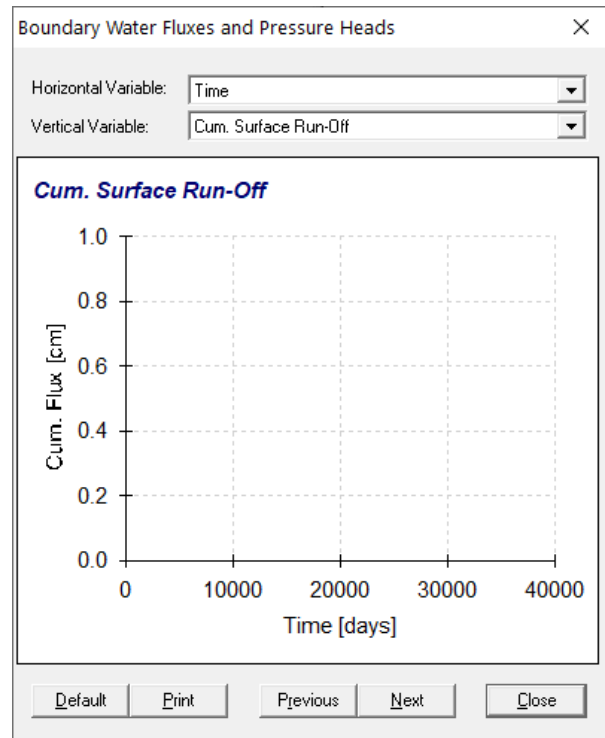 Boundary Water Fluxes and Pressure Heads
Horizontal Variable: Time
Vertical Variable: Cum. Surface Run-Off
Cum. Surface Run-Off
1.0
0.8
0.6
0.4
0.2
0.0
Cum. Flux [cm]
0 10000 20000 30000 40000
Time [days]
Default Print Previous Next Close